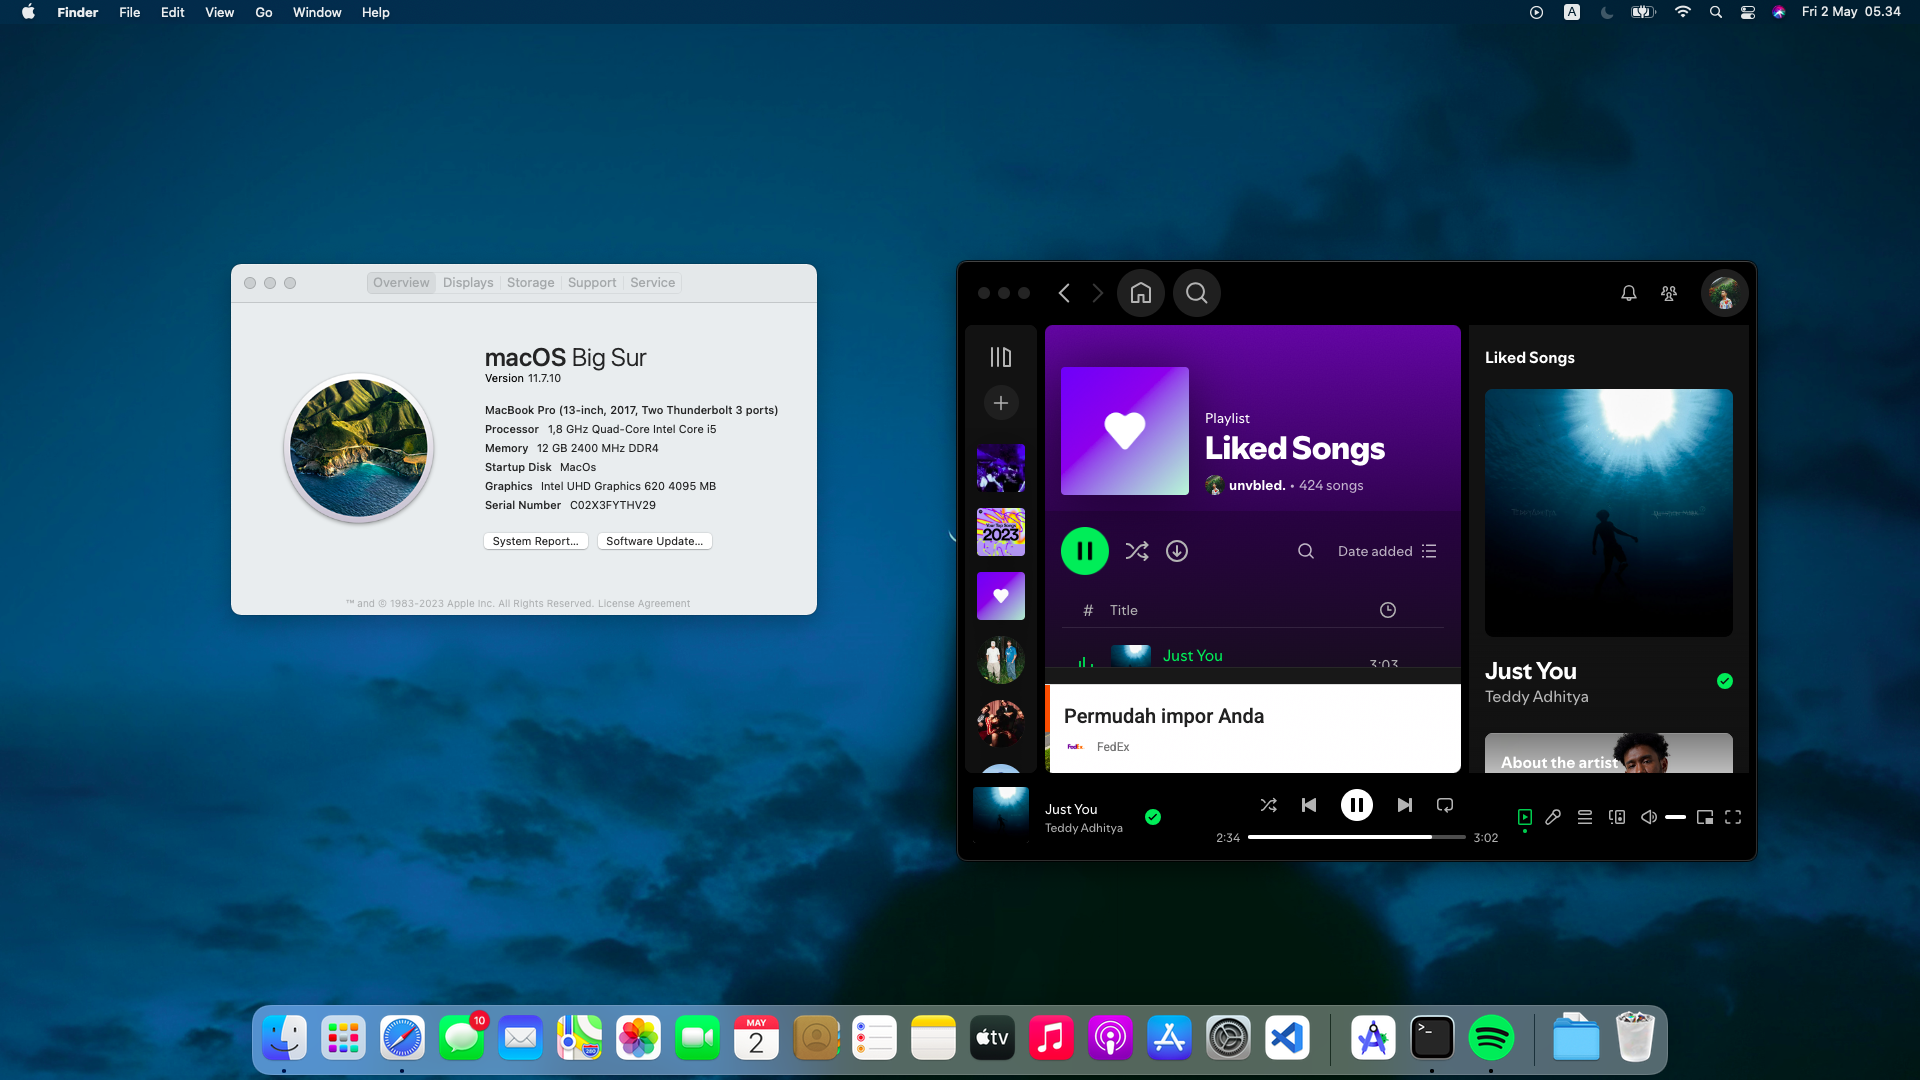 Finder File Edit View Go Window Help
A
Fri 2 May 05.34
Overview Displays Storage Support Service
macOS Big Sur
Version 11.7.10
MacBook Pro (13-inch, 2017, Two Thunderbolt 3 ports)
Processor 1,8 GHz Quad-Core Intel Core i5
Memory 12 GB 2400 MHz DDR4
Startup Disk MacOs
Graphics Intel UHD Graphics 620 4095 MB
Serial Number C02X3FYTHV29
System Report... Software Update...
™ and © 1983-2023 Apple Inc. All Rights Reserved. License Agreement
2023
Playlist
Liked Songs
unvbled. • 424 songs
Date added
# Title
Just You
3:03
Permudah impor Anda
FedEx
FedEx
Liked Songs
Just You
Teddy Adhitya
About the artist
Just You
Teddy Adhitya
2:34
3:02
10
MAY
2
280
tv
>_